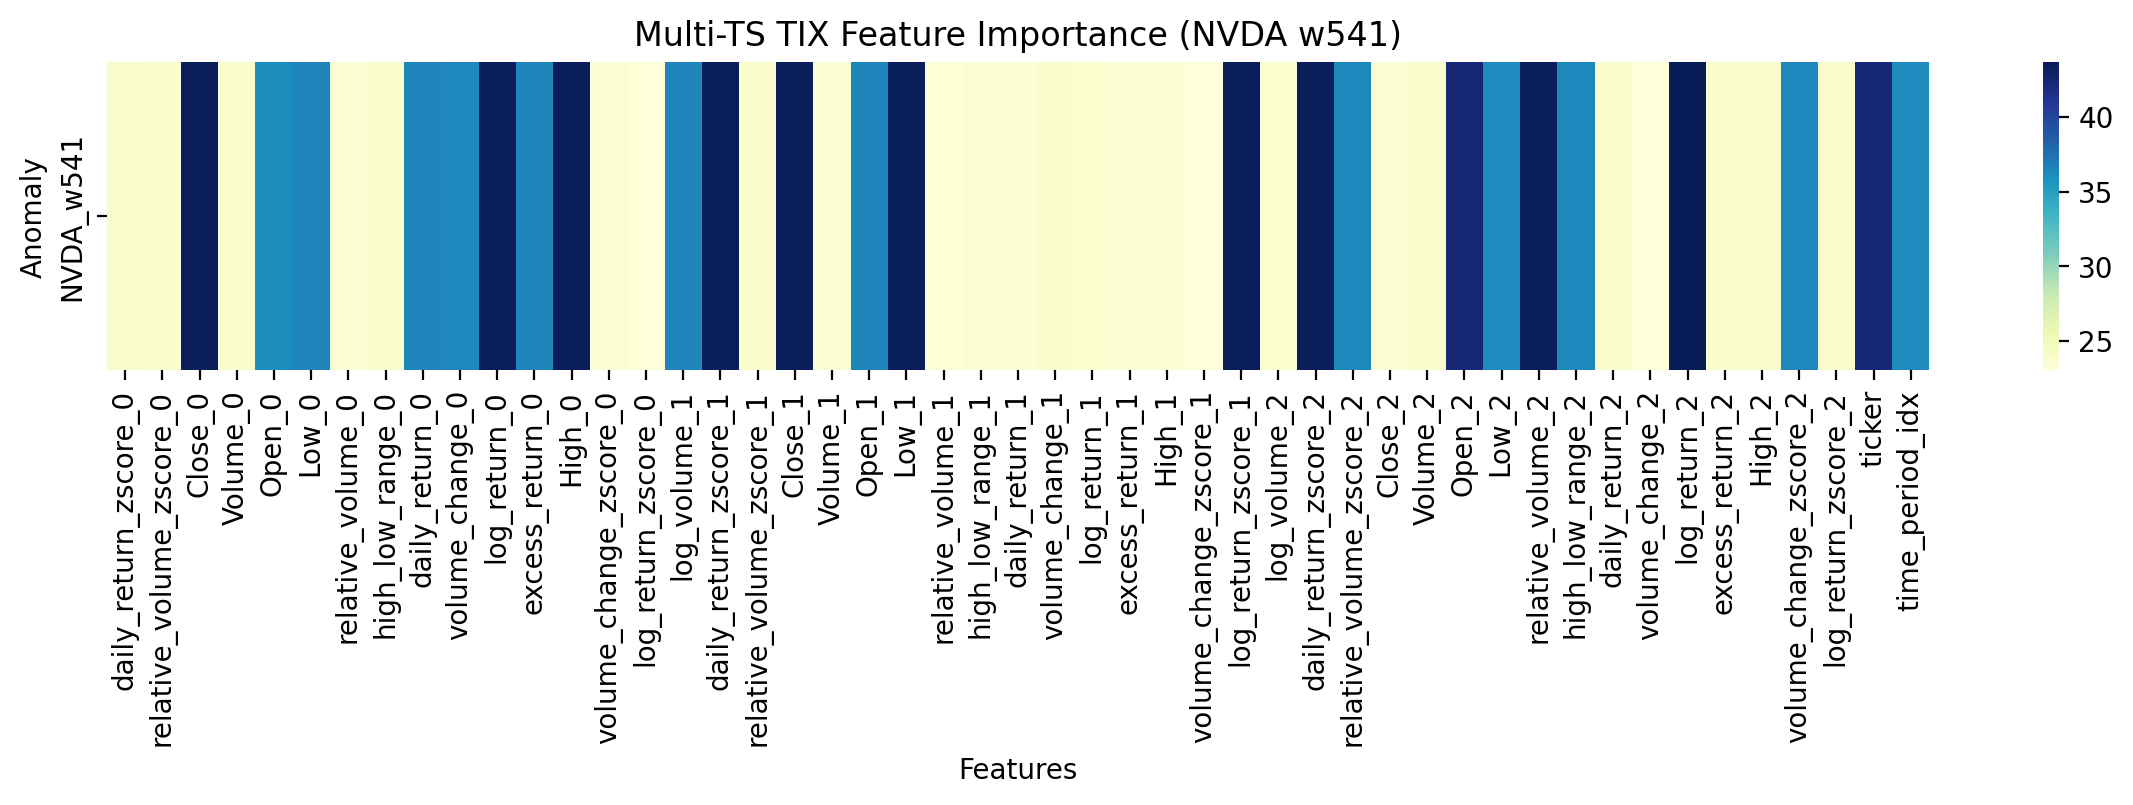 Multi-TS TIX Feature Importance (NVDA w541)
Anomaly
NVDA_w541
40
35
30
25
daily_return_zscore_0
relative_volume_zscore_0
Close_0
Volume_0
Open_0
Low_0
relative_volume_0
high_low_range_0
daily_return_0
volume_change_0
log_return_0
excess_return_0
High_0
volume_change_zscore_0
log_return_zscore_0
log_volume_1
daily_return_zscore_1
relative_volume_zscore_1
Close_1
Volume_1
Open_1
Low_1
relative_volume_1
high_low_range_1
daily_return_1
volume_change_1
log_return_1
excess_return_1
High_1
volume_change_zscore_1
log_return_zscore_1
log_volume_2
daily_return_zscore_2
relative_volume_zscore_2
Close_2
Volume_2
Open_2
Low_2
relative_volume_2
high_low_range_2
daily_return_2
volume_change_2
log_return_2
excess_return_2
High_2
volume_change_zscore_2
log_return_zscore_2
ticker
time_period_idx
Features